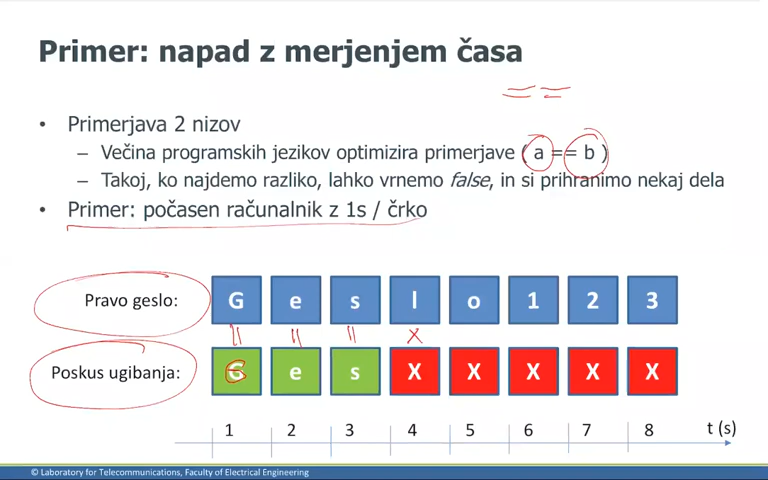 Primer: napad z merjenjem časa
== 
• Primerjava 2 nizov
– Večina programskih jezikov optimizira primerjave ( a == b )
– Takoj, ko najdemo razliko, lahko vrnemo false, in si prihranimo nekaj dela
• Primer: počasen računalnik z 1s / črko
Pravo geslo: G e s l o 1 2 3
= = = x
Poskus ugibanja: G e s X X X X X
1 2 3 4 5 6 7 8 t (s)
© Laboratory for Telecommunications, Faculty of Electrical Engineering